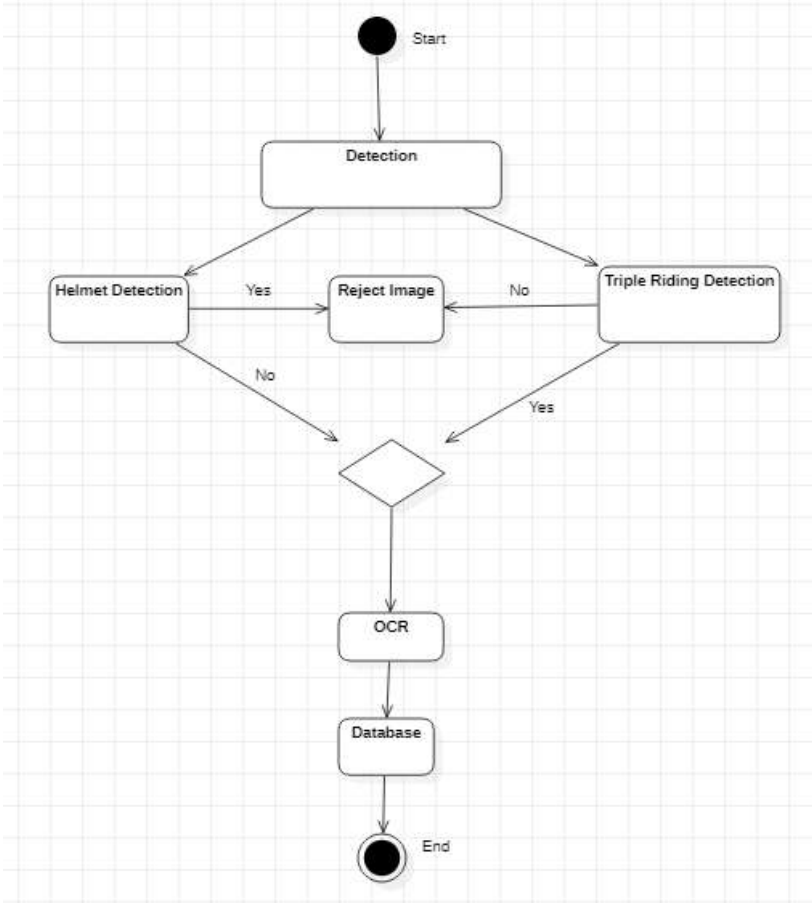 Start
Detection
Helmet Detection
Yes
Reject Image
No
Triple Riding Detection
No
Yes
OCR
Database
End